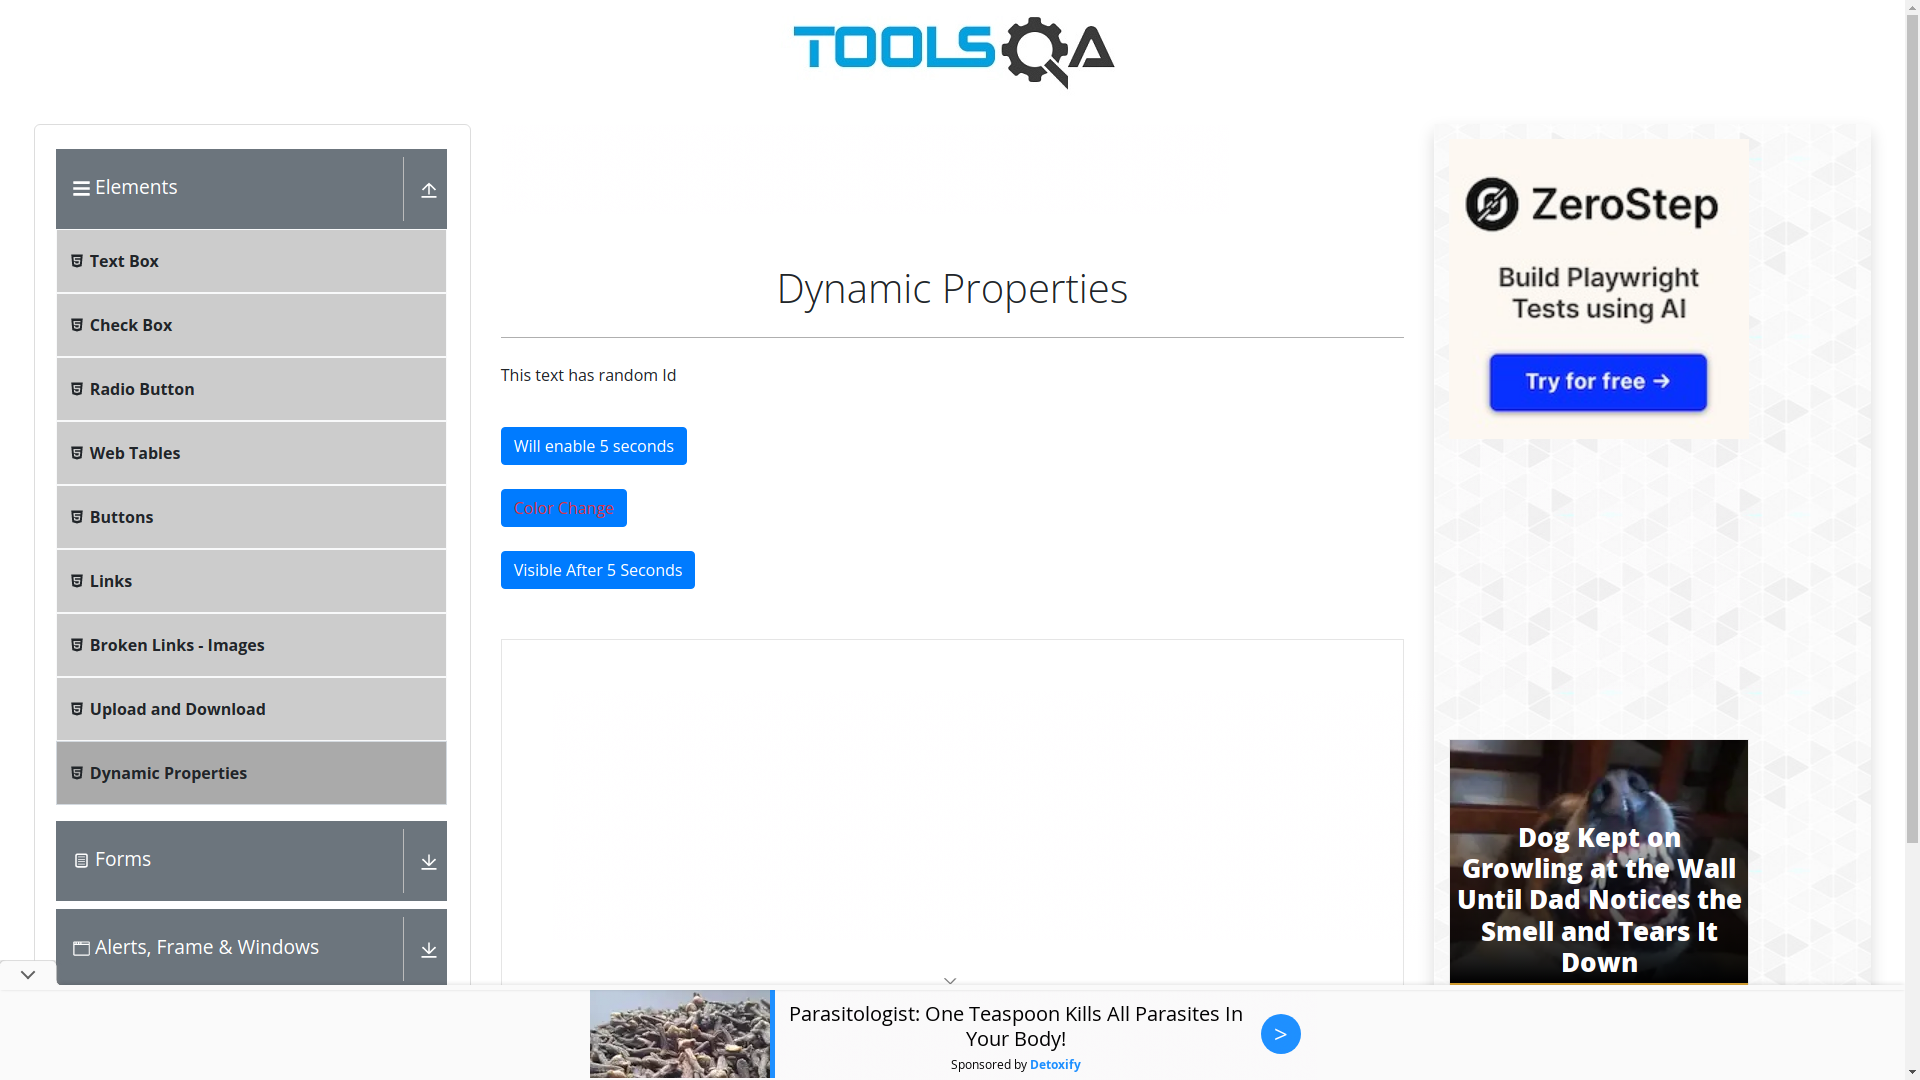 TOOLSQA
Elements
Text Box
Check Box
Radio Button
Web Tables
Buttons
Links
Broken Links - Images
Upload and Download
Dynamic Properties
Forms
Alerts, Frame & Windows
Dynamic Properties
This text has random Id
Will enable 5 seconds
Color Change
Visible After 5 Seconds
ZeroStep
Build Playwright
Tests using AI
Try for free →
Dog Kept on
Growling at the Wall
Until Dad Notices the
Smell and Tears It
Down
Parasitologist: One Teaspoon Kills All Parasites In
Your Body!
Sponsored by Detoxify
>